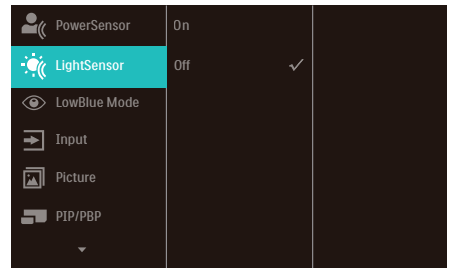 PowerSensor
On
LightSensor
Off
LowBlue Mode
Input
Picture
PIP/PBP